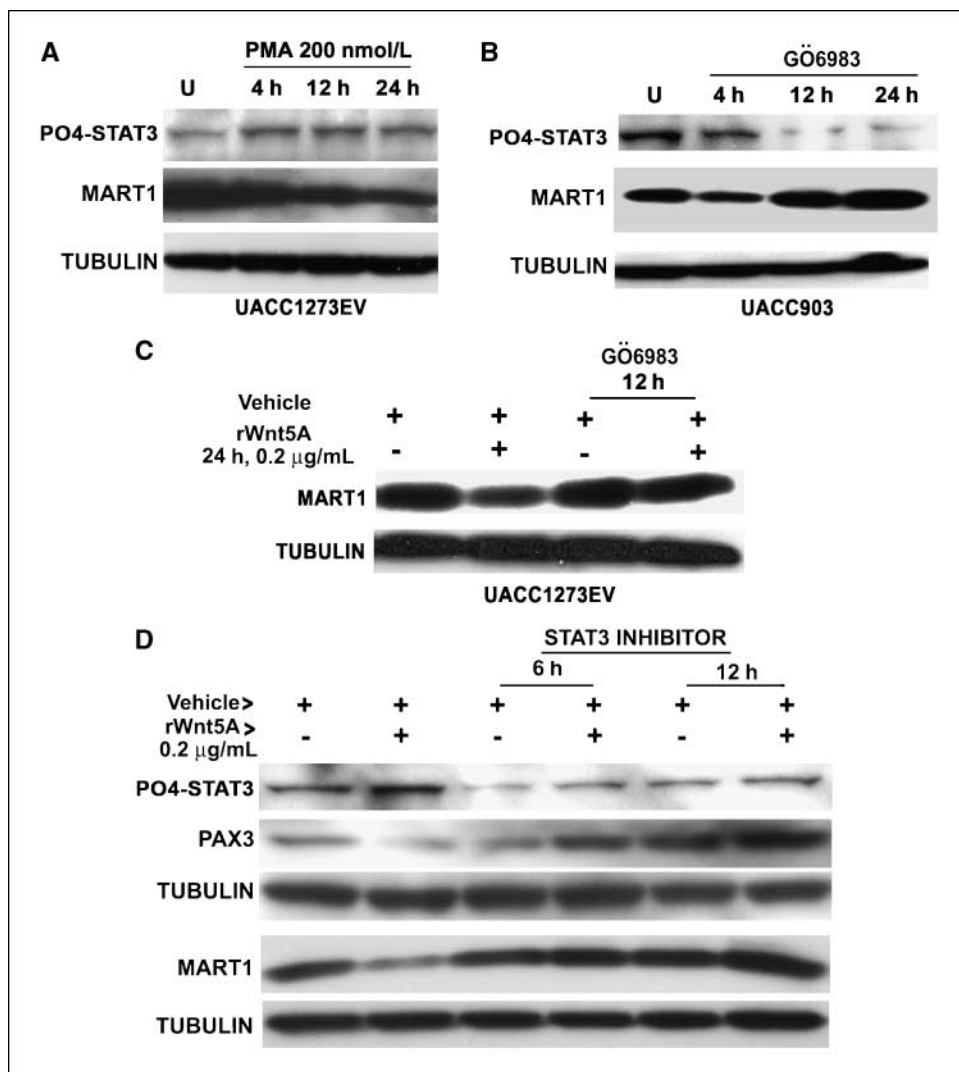 A
PMA 200 nmol/L
U 4 h 12 h 24 h
PO4-STAT3
MART1
TUBULIN
UACC1273EV
B
GÖ6983
U 4 h 12 h 24 h
PO4-STAT3
MART1
TUBULIN
UACC903
C
GÖ6983
12 h
Vehicle + + + +
rWnt5A
24 h, 0.2 µg/mL - + - +
MART1
TUBULIN
UACC1273EV
D
STAT3 INHIBITOR
6 h 12 h
Vehicle> + + + + + +
rWnt5A> - + - + - +
0.2 µg/mL
PO4-STAT3
PAX3
TUBULIN
MART1
TUBULIN